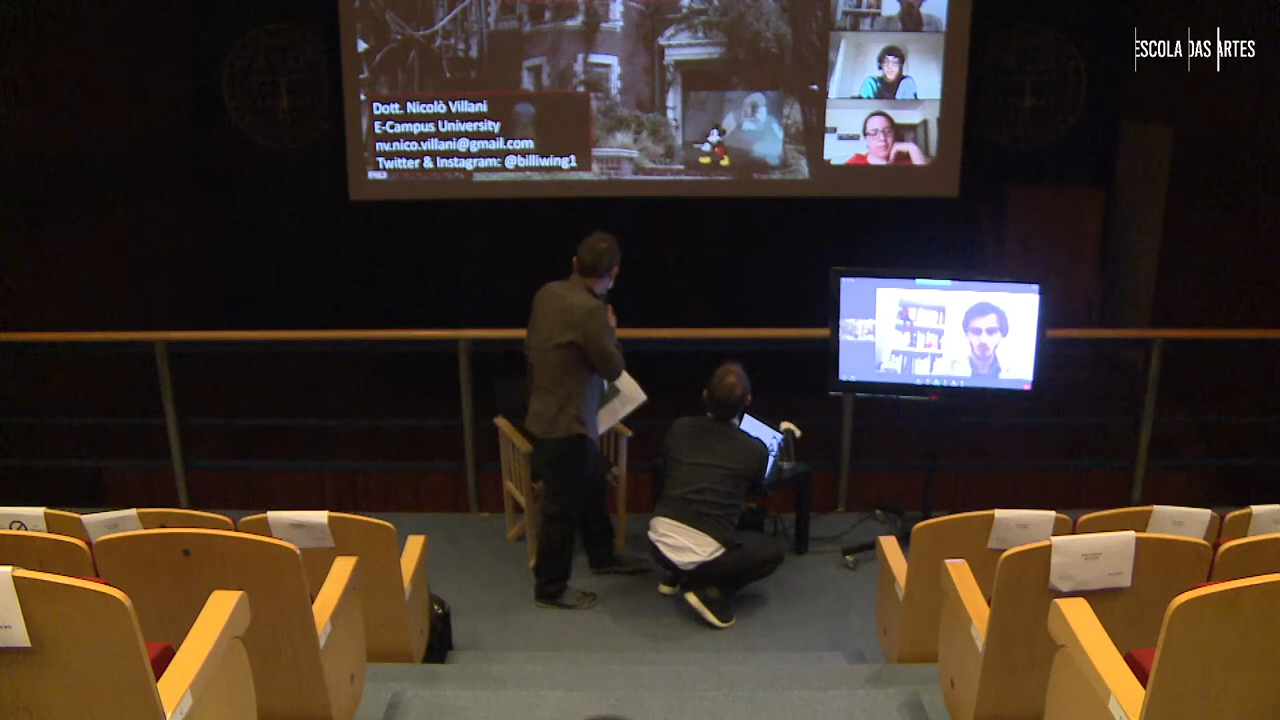 ESCOLA DAS ARTES
Dott. Nicolò Villani
E-Campus University
nv.nico.villani@gmail.com
Twitter & Instagram: @billiwing1